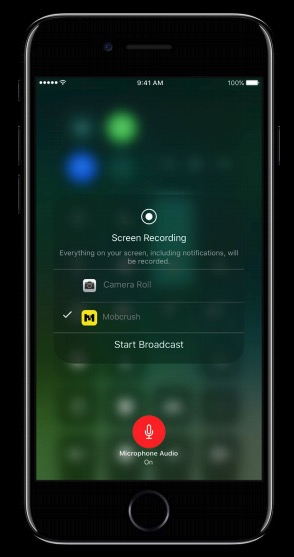 9:41 AM
100%
Screen Recording
Everything on your screen, including notifications, will
be recorded.
Camera Roll
Mobcrush
Start Broadcast
Microphone Audio
On